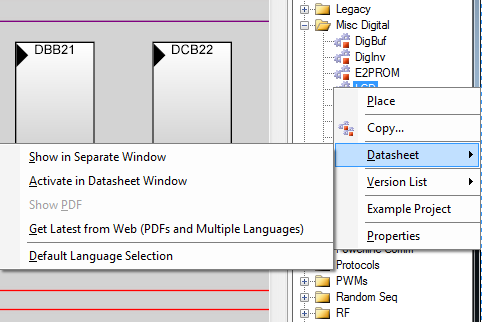 Legacy
Misc Digital
DBB21
DCB22
DigBuf
DigInv
E2PROM
LCD
Place
Copy...
Datasheet
Version List
Example Project
Properties
Show in Separate Window
Activate in Datasheet Window
Show PDF
Get Latest from Web (PDFs and Multiple Languages)
Default Language Selection
Powerline Comm
Protocols
PWMs
Random Seq
RF